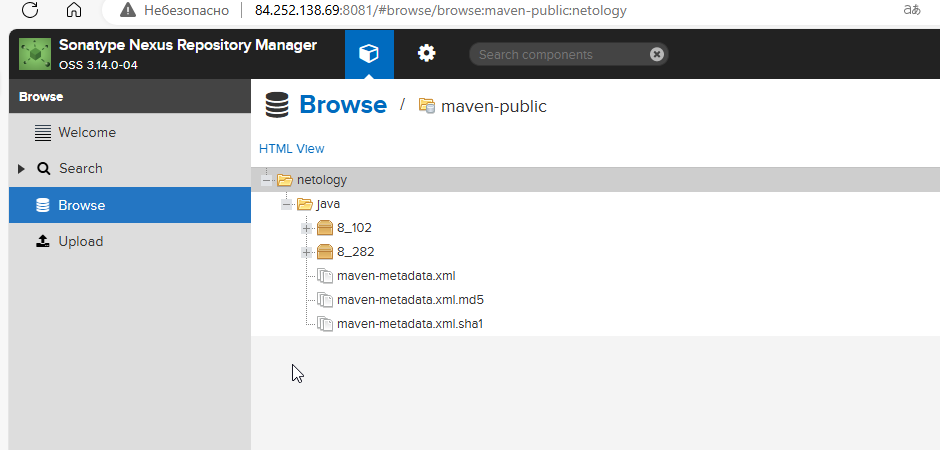 Небезопасно 84.252.138.69:8081/#browse/browse:maven-public:netology
Sonatype Nexus Repository Manager
OSS 3.14.0-04
Search components
Browse
Welcome
Search
Browse
Upload
Browse / maven-public
HTML View
netology
java
8_102
8_282
maven-metadata.xml
maven-metadata.xml.md5
maven-metadata.xml.sha1